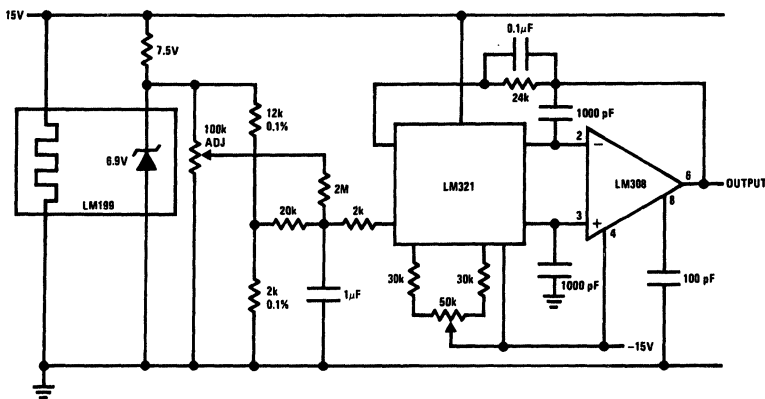 15V
7.5V
0.1μF
24k
1000 pF
12k
0.1%
100k
ADJ
6.9V
LM199
2M
20k
2k
2k
0.1%
1μF
LM321
2
−
LM308
6
OUTPUT
3
+
4
8
30k
30k
50k
1000 pF
100 pF
−15V